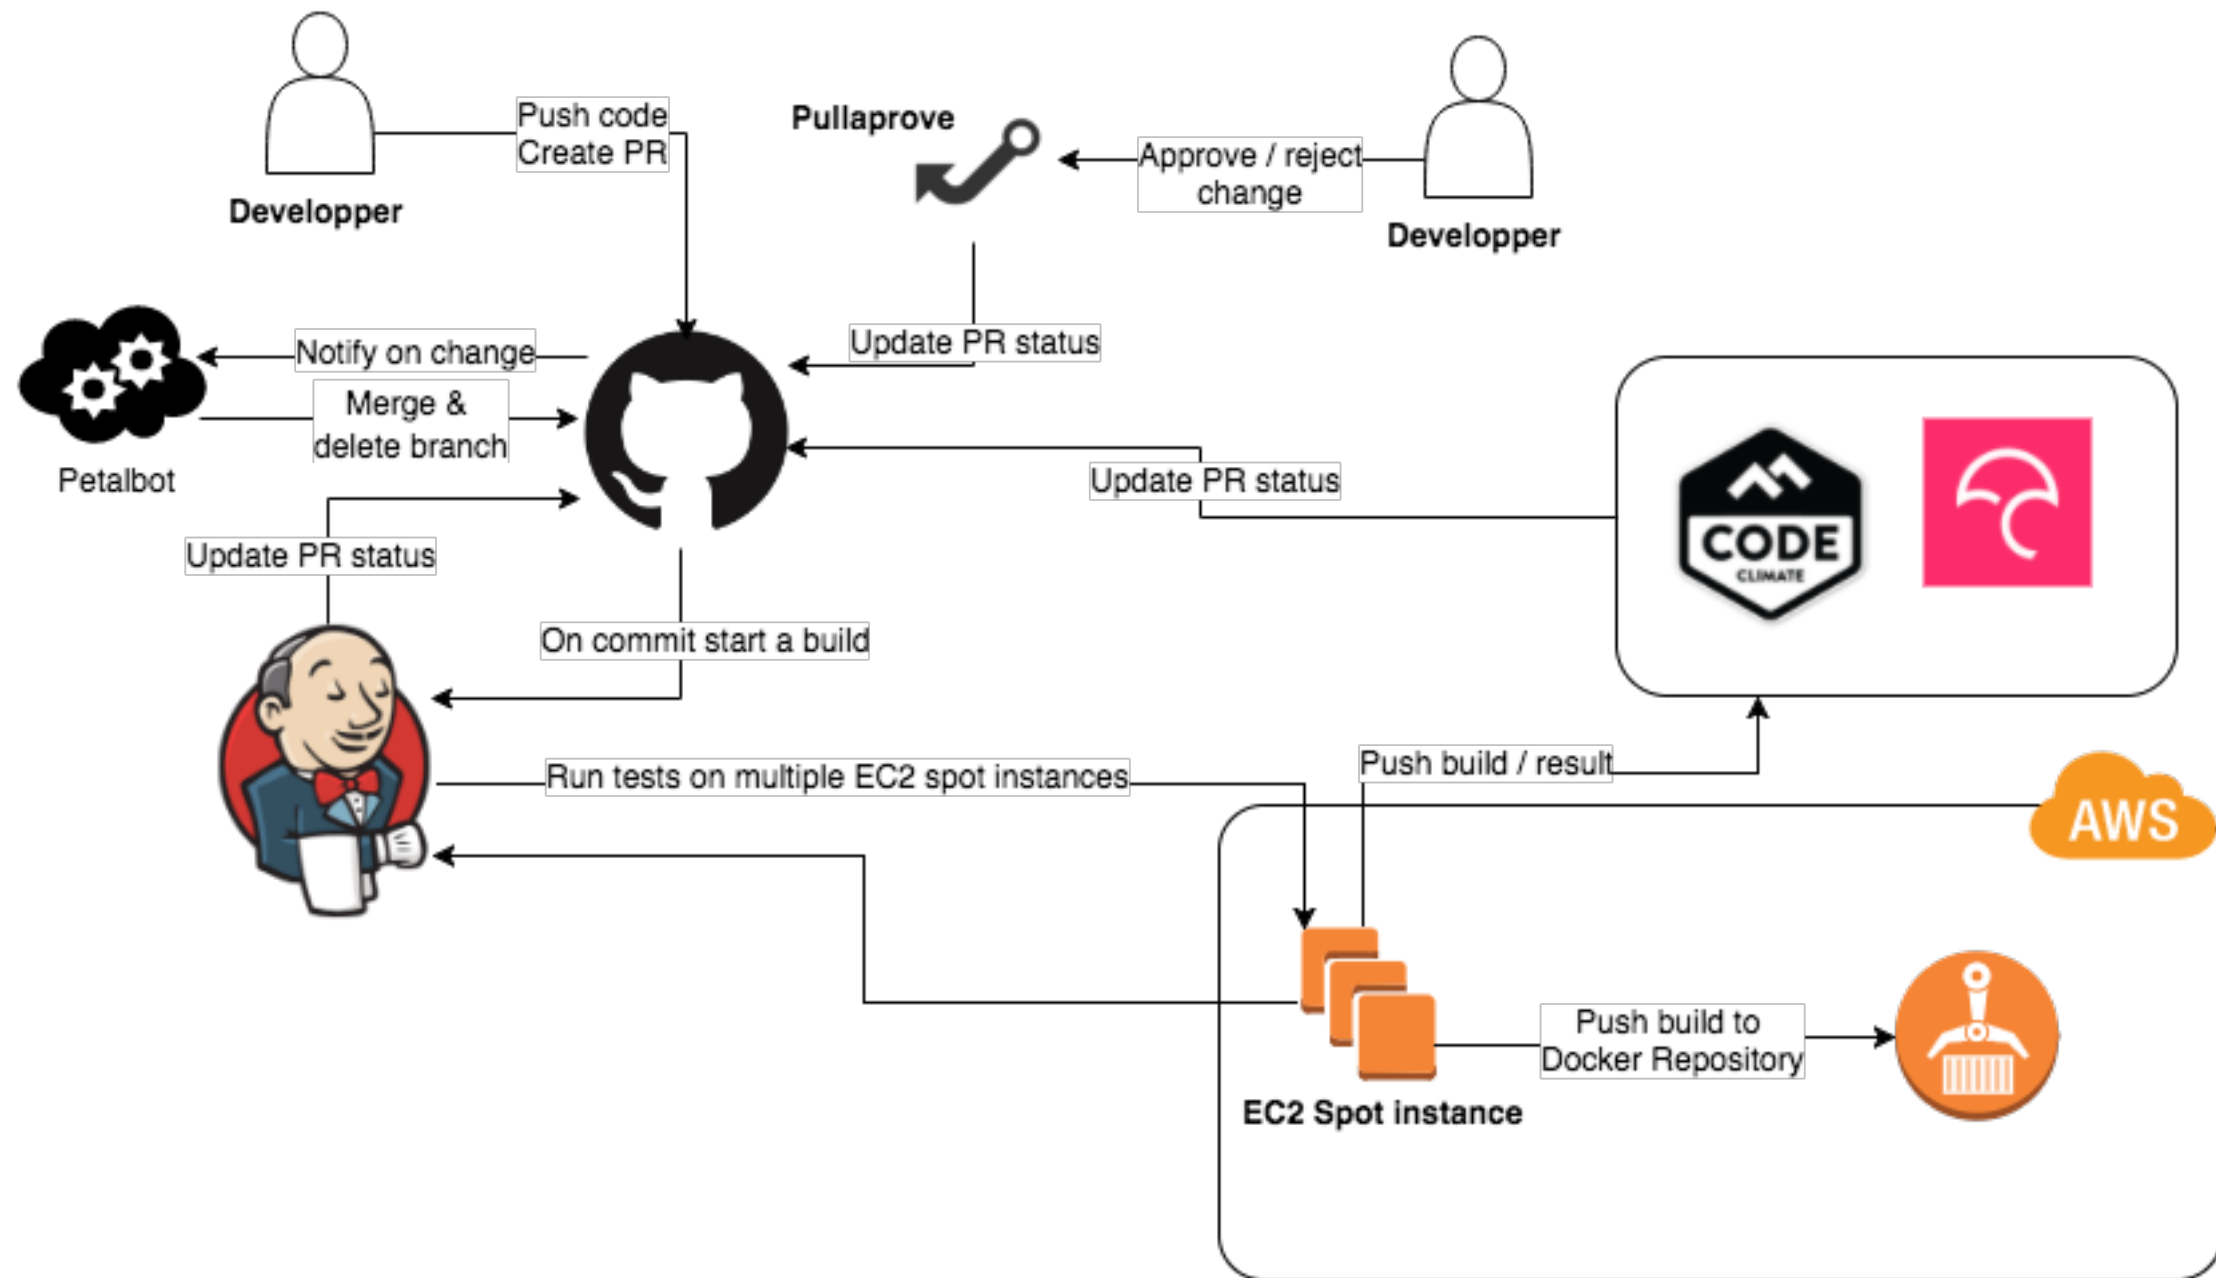 Push code
Create PR
Developper
Pullaprove
Approve / reject
change
Developper
Notify on change
Merge &
delete branch
Petalbot
Update PR status
Update PR status
Update PR status
CODE
CLIMATE
On commit start a build
Run tests on multiple EC2 spot instances
Push build / result
AWS
Push build to
Docker Repository
EC2 Spot instance